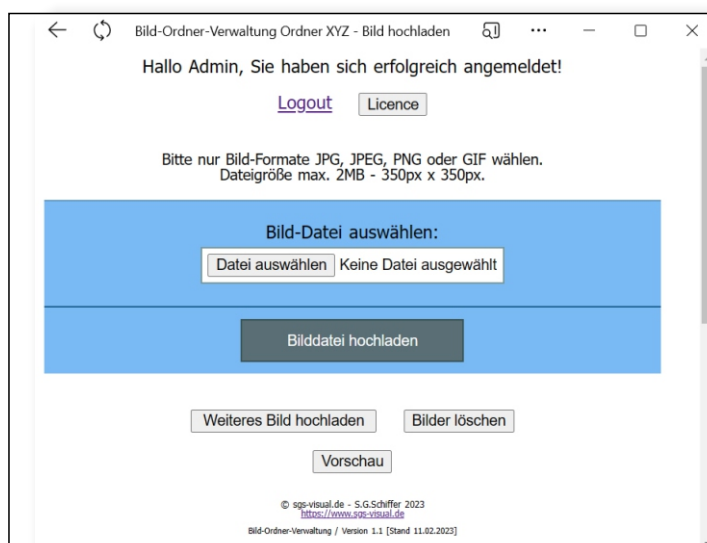 Bild-Ordner-Verwaltung Ordner XYZ - Bild hochladen
Hallo Admin, Sie haben sich erfolgreich angemeldet!
Logout Licence
Bitte nur Bild-Formate JPG, JPEG, PNG oder GIF wählen.
Dateigröße max. 2MB - 350px x 350px.
Bild-Datei auswählen:
Datei auswählen Keine Datei ausgewählt
Bilddatei hochladen
Weiteres Bild hochladen Bilder löschen
Vorschau
© sgs-visual.de - S.G.Schiffer 2023
https://www.sgs-visual.de
Bild-Ordner-Verwaltung / Version 1.1 [Stand 11.02.2023]